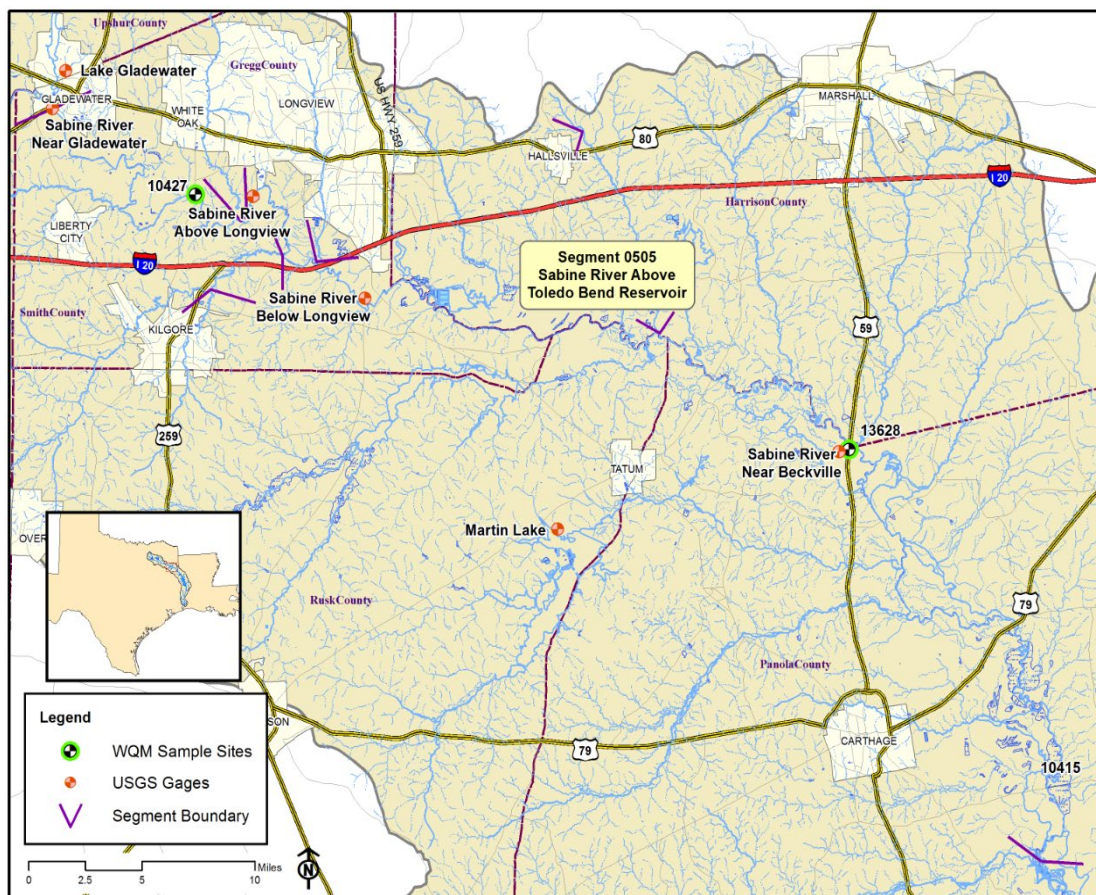 UpshurCounty
Lake Gladewater
GreggCounty
GLADEWATER
WHITE
OAK
LONGVIEW
US HWY 259
Sabine River
Near Gladewater
MARSHALL
80
HALLSVILLE
I 20
10427
HarrisonCounty
LIBERTY
CITY
Sabine River
Above Longview
I 20
Segment 0505
Sabine River Above
Toledo Bend Reservoir
SmithCounty
Sabine River
Below Longview
KILGORE
59
259
13628
Sabine River
Near Beckville
TATUM
Martin Lake
OVER
RuskCounty
79
PanolaCounty
SON
79
CARTHAGE
10415
Legend
WQM Sample Sites
USGS Gages
Segment Boundary
Miles
0 2.5 5 10
N